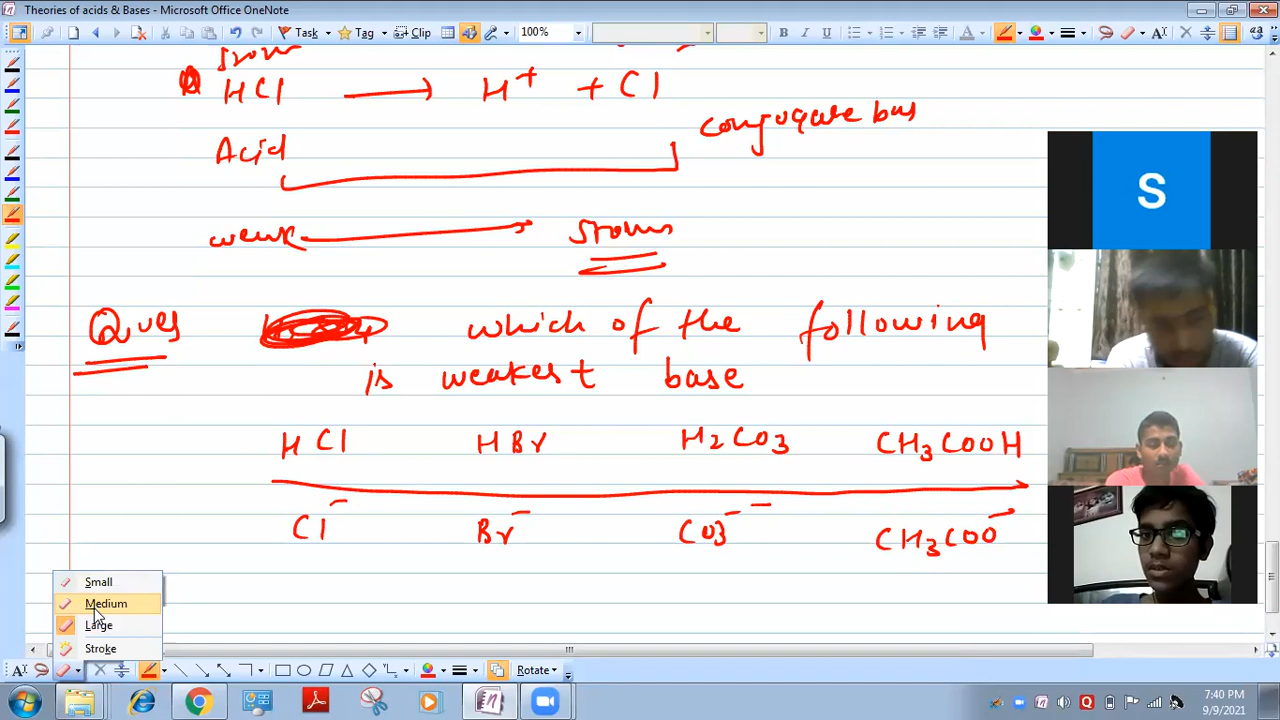 Theories of acids & Bases - Microsoft Office OneNote
Task Tag Clip 100% B I U
HCl ⟶ H⁺ + Cl
Acid
conjugate bas
weak ⟶
Ques which of the following
is weakest base
HCl HBr H2CO3 CH3COOH
Cl⁻ Br⁻ CO3⁻⁻ CH3COO⁻
S
Small
Medium
Large
Stroke
Rotate
7:40 PM
9/9/2021